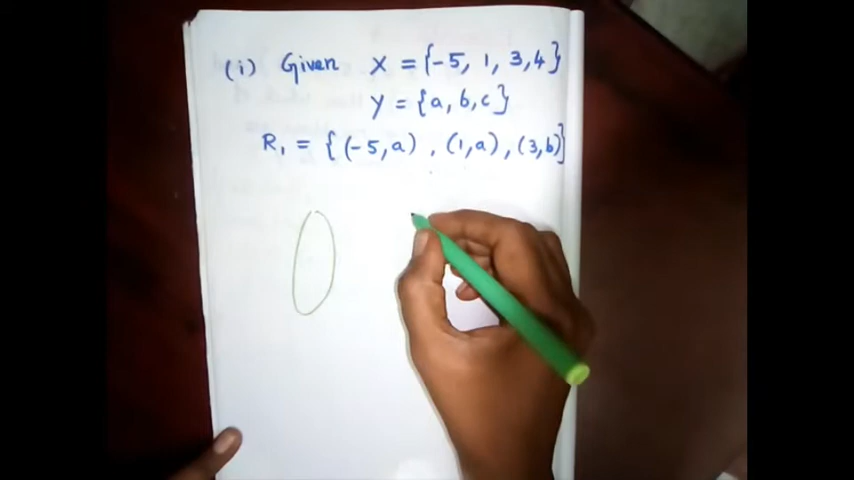 (i) Given X = {-5, 1, 3, 4}
Y = {a, b, c}
R₁ = { (-5, a) , (1, a) , (3, b)}